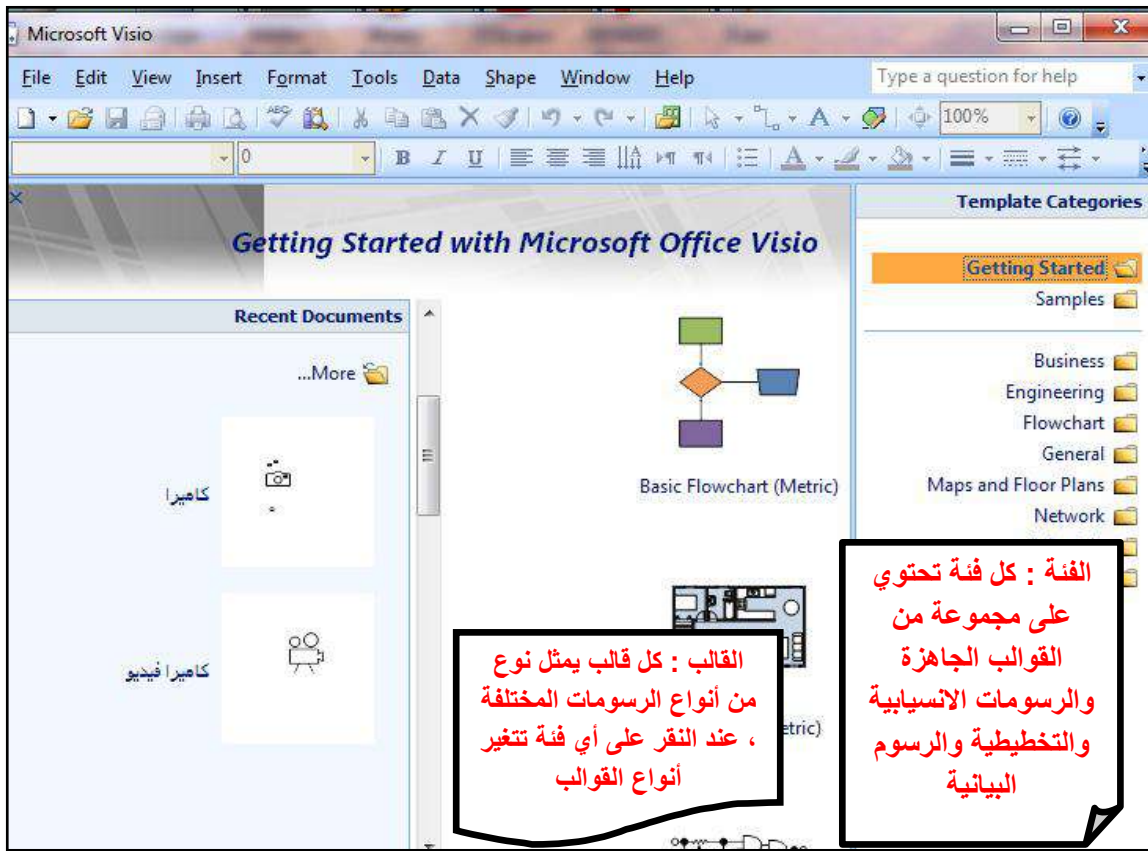 Microsoft Visio
File Edit View Insert Format Tools Data Shape Window Help
Type a question for help
100%
0
B I U
Template Categories
Getting Started with Microsoft Office Visio
Getting Started
Samples
Business
Engineering
Flowchart
General
Maps and Floor Plans
Network
Recent Documents
...More
كاميرا
كاميرا فيديو
Basic Flowchart (Metric)
etric)
الفئة : كل فئة تحتوي
على مجموعة من
القوالب الجاهزة
والرسومات الانسيابية
والتخطيطية والرسوم
البيانية
القالب : كل قالب يمثل نوع
من أنواع الرسومات المختلفة
، عند النقر على أي فئة تتغير
أنواع القوالب